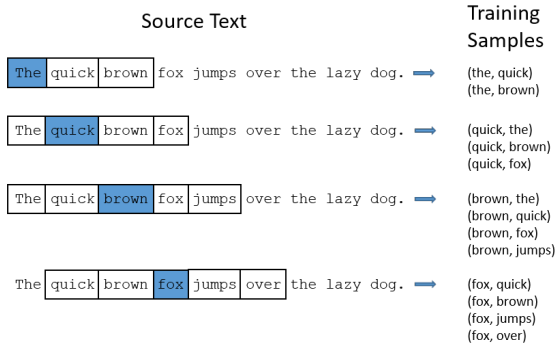 Source Text
Training
Samples
The quick brown fox jumps over the lazy dog.
(the, quick)
(the, brown)
The quick brown fox jumps over the lazy dog.
(quick, the)
(quick, brown)
(quick, fox)
The quick brown fox jumps over the lazy dog.
(brown, the)
(brown, quick)
(brown, fox)
(brown, jumps)
The quick brown fox jumps over the lazy dog.
(fox, quick)
(fox, brown)
(fox, jumps)
(fox, over)